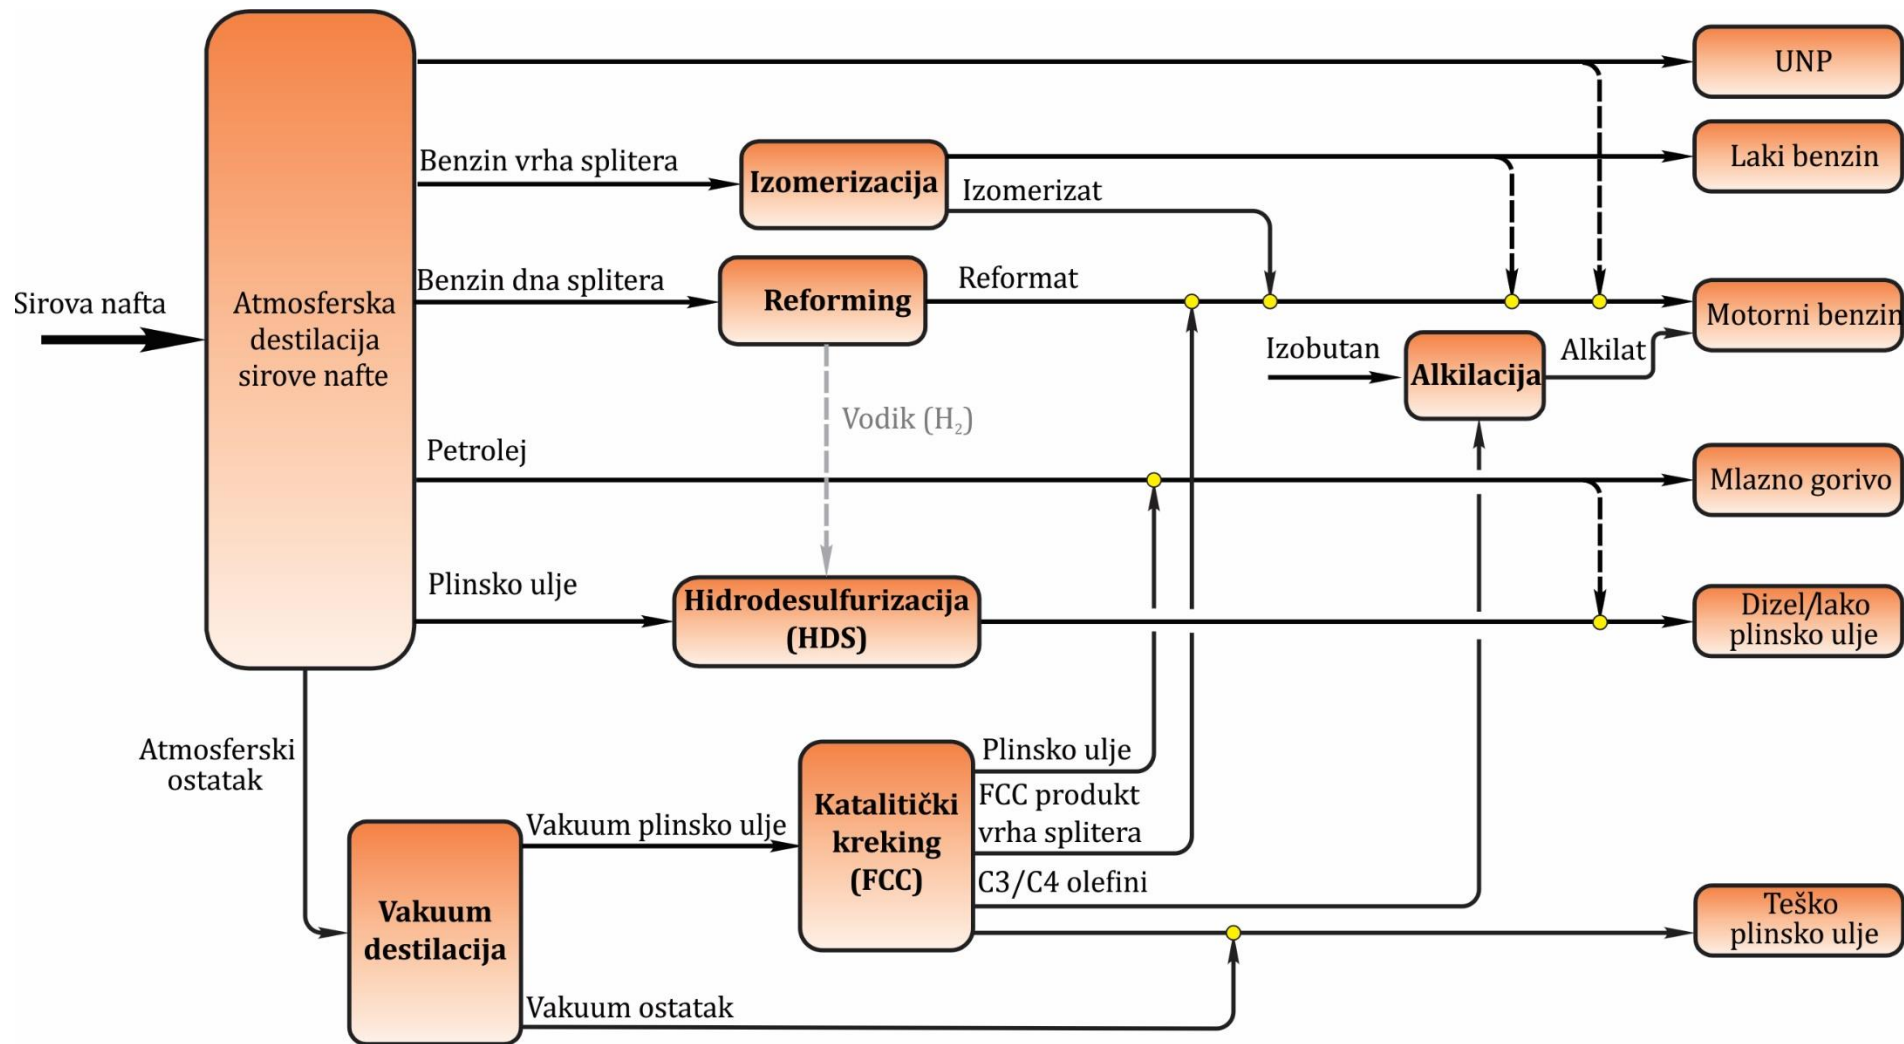 UNP
Benzin vrha splitera
Izomerizacija
Izomerizat
Laki benzin
Sirova nafta
Atmosferska
destilacija
sirove nafte
Benzin dna splitera
Reforming
Reformat
Motorni benzin
Izobutan
Alkilacija
Alkilat
Vodik (H₂)
Petrolej
Mlazno gorivo
Plinsko ulje
Hidrodesulfurizacija
(HDS)
Dizel/lako
plinsko ulje
Atmosferski
ostatak
Vakuum
destilacija
Vakuum plinsko ulje
Katalitički
kreking
(FCC)
Plinsko ulje
FCC produkt
vrha splitera
C3/C4 olefini
Teško
plinsko ulje
Vakuum ostatak